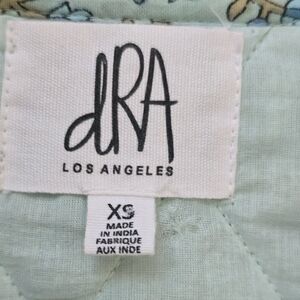 dRA
LOS ANGELES
XS
MADE
IN INDIA
FABRIQUE
AUX INDE